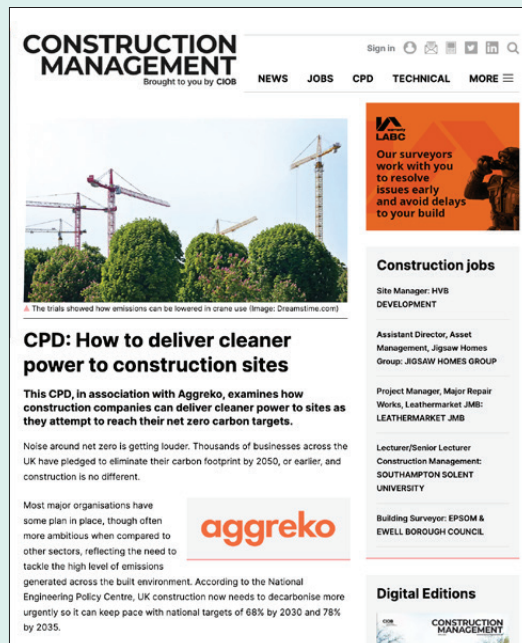 CONSTRUCTION
MANAGEMENT
Brought to you by CIOB
Sign in
NEWS JOBS CPD TECHNICAL MORE
LABC
warranty
Our surveyors
work with you
to resolve
issues early
and avoid delays
to your build
The trials showed how emissions can be lowered in crane use (Image: Dreamstime.com)
CPD: How to deliver cleaner
power to construction sites
This CPD, in association with Aggreko, examines how
construction companies can deliver cleaner power to sites as
they attempt to reach their net zero carbon targets.
Noise around net zero is getting louder. Thousands of businesses across the
UK have pledged to eliminate their carbon footprint by 2050, or earlier, and
construction is no different.
Most major organisations have
some plan in place, though often
more ambitious when compared to
other sectors, reflecting the need to
tackle the high level of emissions
generated across the built environment. According to the National
Engineering Policy Centre, UK construction now needs to decarbonise more
urgently so it can keep pace with national targets of 68% by 2030 and 78%
by 2035.
aggreko
Construction jobs
Site Manager: HVB
DEVELOPMENT
Assistant Director, Asset
Management, Jigsaw Homes
Group: JIGSAW HOMES GROUP
Project Manager, Major Repair
Works, Leathermarket JMB:
LEATHERMARKET JMB
Lecturer/Senior Lecturer
Construction Management:
SOUTHAMPTON SOLENT
UNIVERSITY
Building Surveyor: EPSOM &
EWELL BOROUGH COUNCIL
Digital Editions
CIOB
CONSTRUCTION
MANAGEMENT